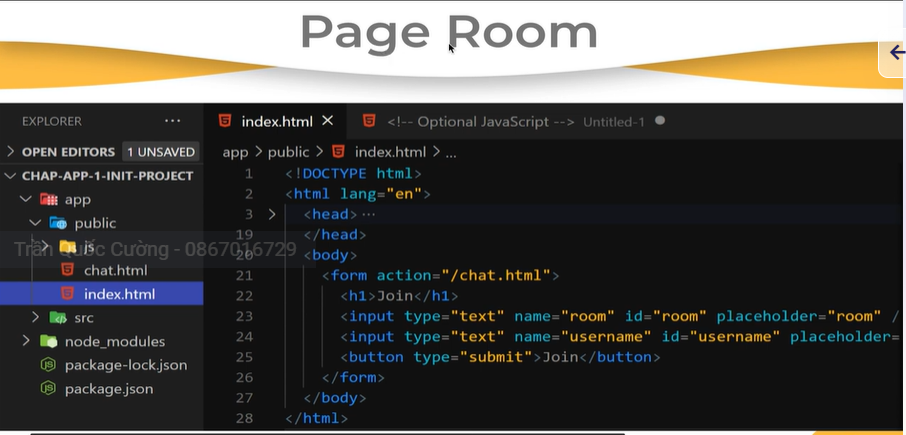 Page Room
EXPLORER ...
index.html
<!-- Optional JavaScript --> Untitled-1
OPEN EDITORS 1 UNSAVED
app > public > index.html > ...
CHAP-APP-1-INIT-PROJECT
app
public
js
chat.html
index.html
src
node_modules
package-lock.json
package.json
Trần Quốc Cường - 0867016729
1 <!DOCTYPE html>
2 <html lang="en">
3 <head> ...
19 </head>
20 <body>
21 <form action="/chat.html">
22 <h1>Join</h1>
23 <input type="text" name="room" id="room" placeholder="room" /
24 <input type="text" name="username" id="username" placeholder=
25 <button type="submit">Join</button>
26 </form>
27 </body>
28 </html>